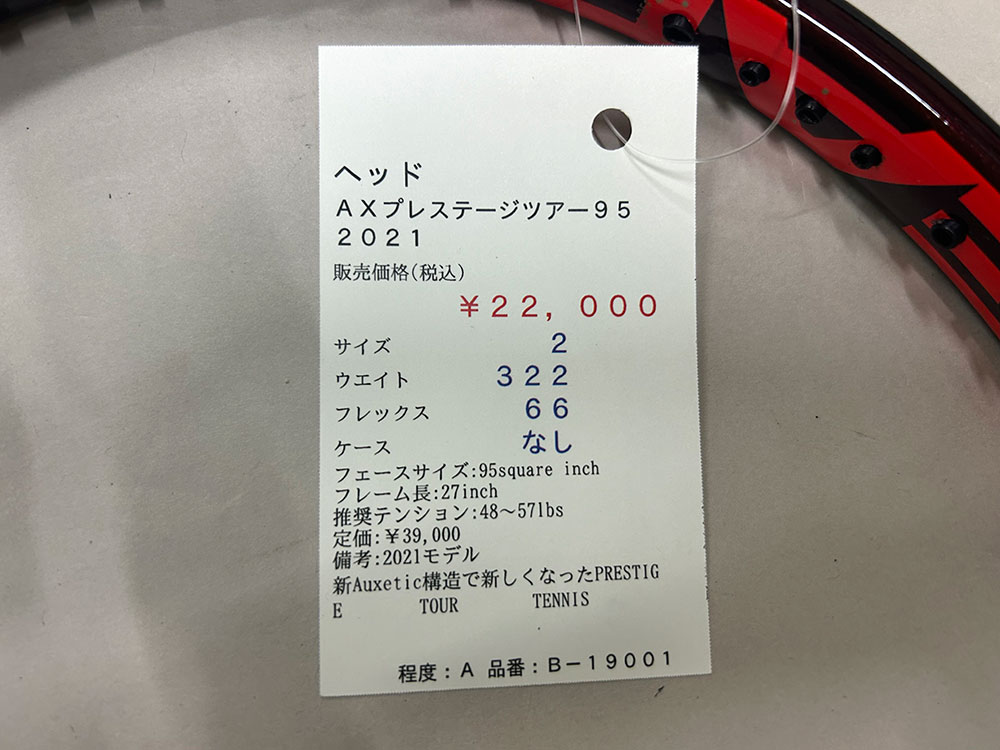 ヘッド
ＡＸプレステージツアー９５
２０２１
販売価格(税込)
￥２２，０００
サイズ ２
ウエイト ３２２
フレックス ６６
ケース なし
フェースサイズ:95square inch
フレーム長:27inch
推奨テンション:48～57lbs
定価:￥39,000
備考:2021モデル
新Auxetic構造で新しくなったPRESTIG
E TOUR TENNIS
程度：Ａ 品番：Ｂ－１９００１